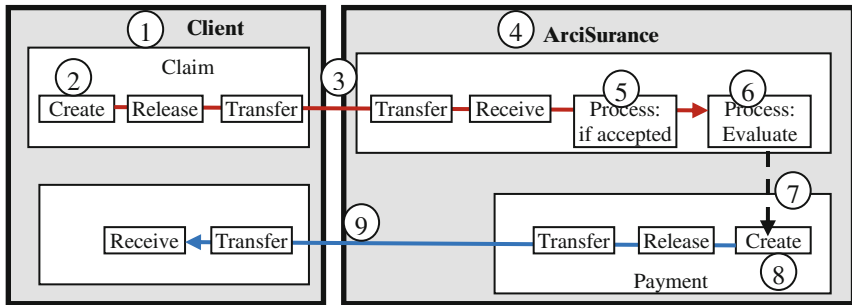 1 Client
4 ArciSurance
Claim
2
3
5
6
Create Release Transfer
Transfer Receive
Process:
if accepted
Process:
Evaluate
7
9
Receive Transfer
Transfer Release Create
8
Payment